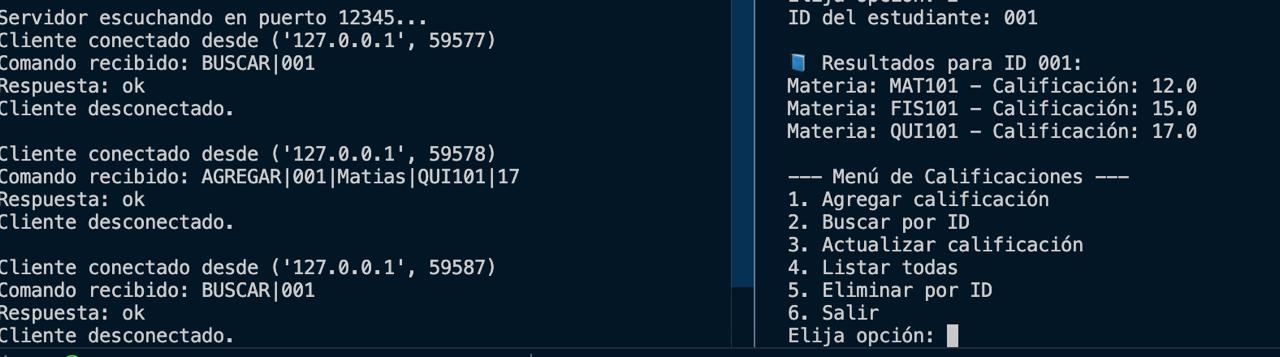 Servidor escuchando en puerto 12345...
Cliente conectado desde ('127.0.0.1', 59577)
Comando recibido: BUSCAR|001
Respuesta: ok
Cliente desconectado.
Cliente conectado desde ('127.0.0.1', 59578)
Comando recibido: AGREGAR|001|Matias|QUI101|17
Respuesta: ok
Cliente desconectado.
Cliente conectado desde ('127.0.0.1', 59587)
Comando recibido: BUSCAR|001
Respuesta: ok
Cliente desconectado.
ID del estudiante: 001
Resultados para ID 001:
Materia: MAT101 - Calificación: 12.0
Materia: FIS101 - Calificación: 15.0
Materia: QUI101 - Calificación: 17.0
--- Menú de Calificaciones ---
1. Agregar calificación
2. Buscar por ID
3. Actualizar calificación
4. Listar todas
5. Eliminar por ID
6. Salir
Elija opción: